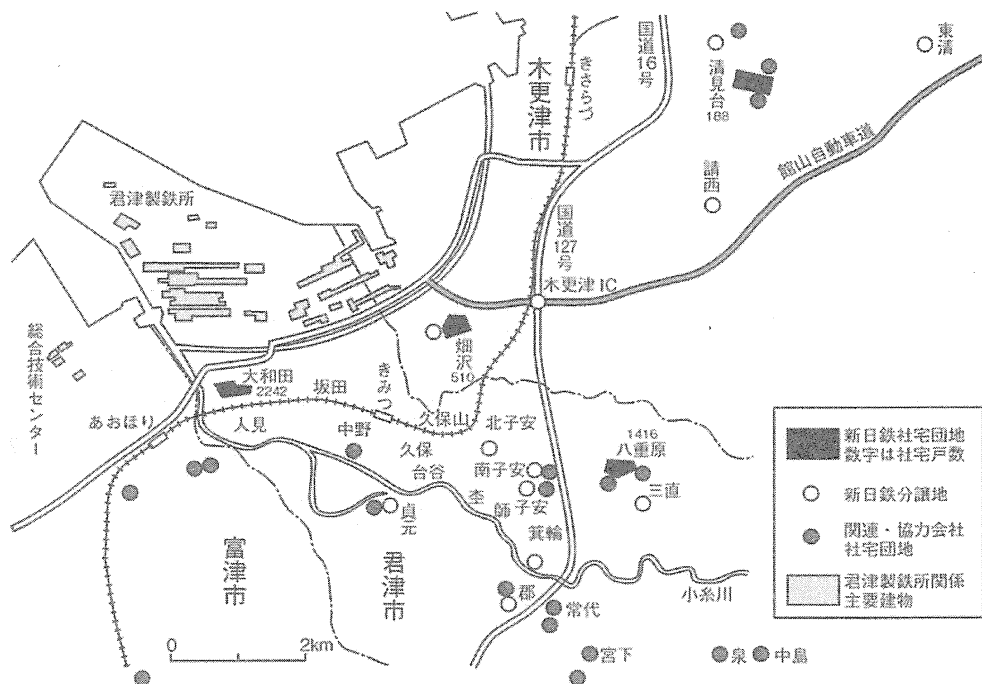 東清
国道16号
清見台
188
木更津市
きさらづ
館山自動車道
請西
君津製鉄所
国道127号
木更津IC
総合技術センター
畑沢
510
大和田
2242
坂田
きみつ
久保山
北子安
あおほり
人見
中野
久保
台谷
南子安
1416
八重原
杢師
子安
三直
貞元
箕輪
富津市
君津市
郡
常代
小糸川
宮下
泉
中島
0
2km
新日鉄社宅団地
数字は社宅戸数
新日鉄分譲地
関連・協力会社
社宅団地
君津製鉄所関係
主要建物